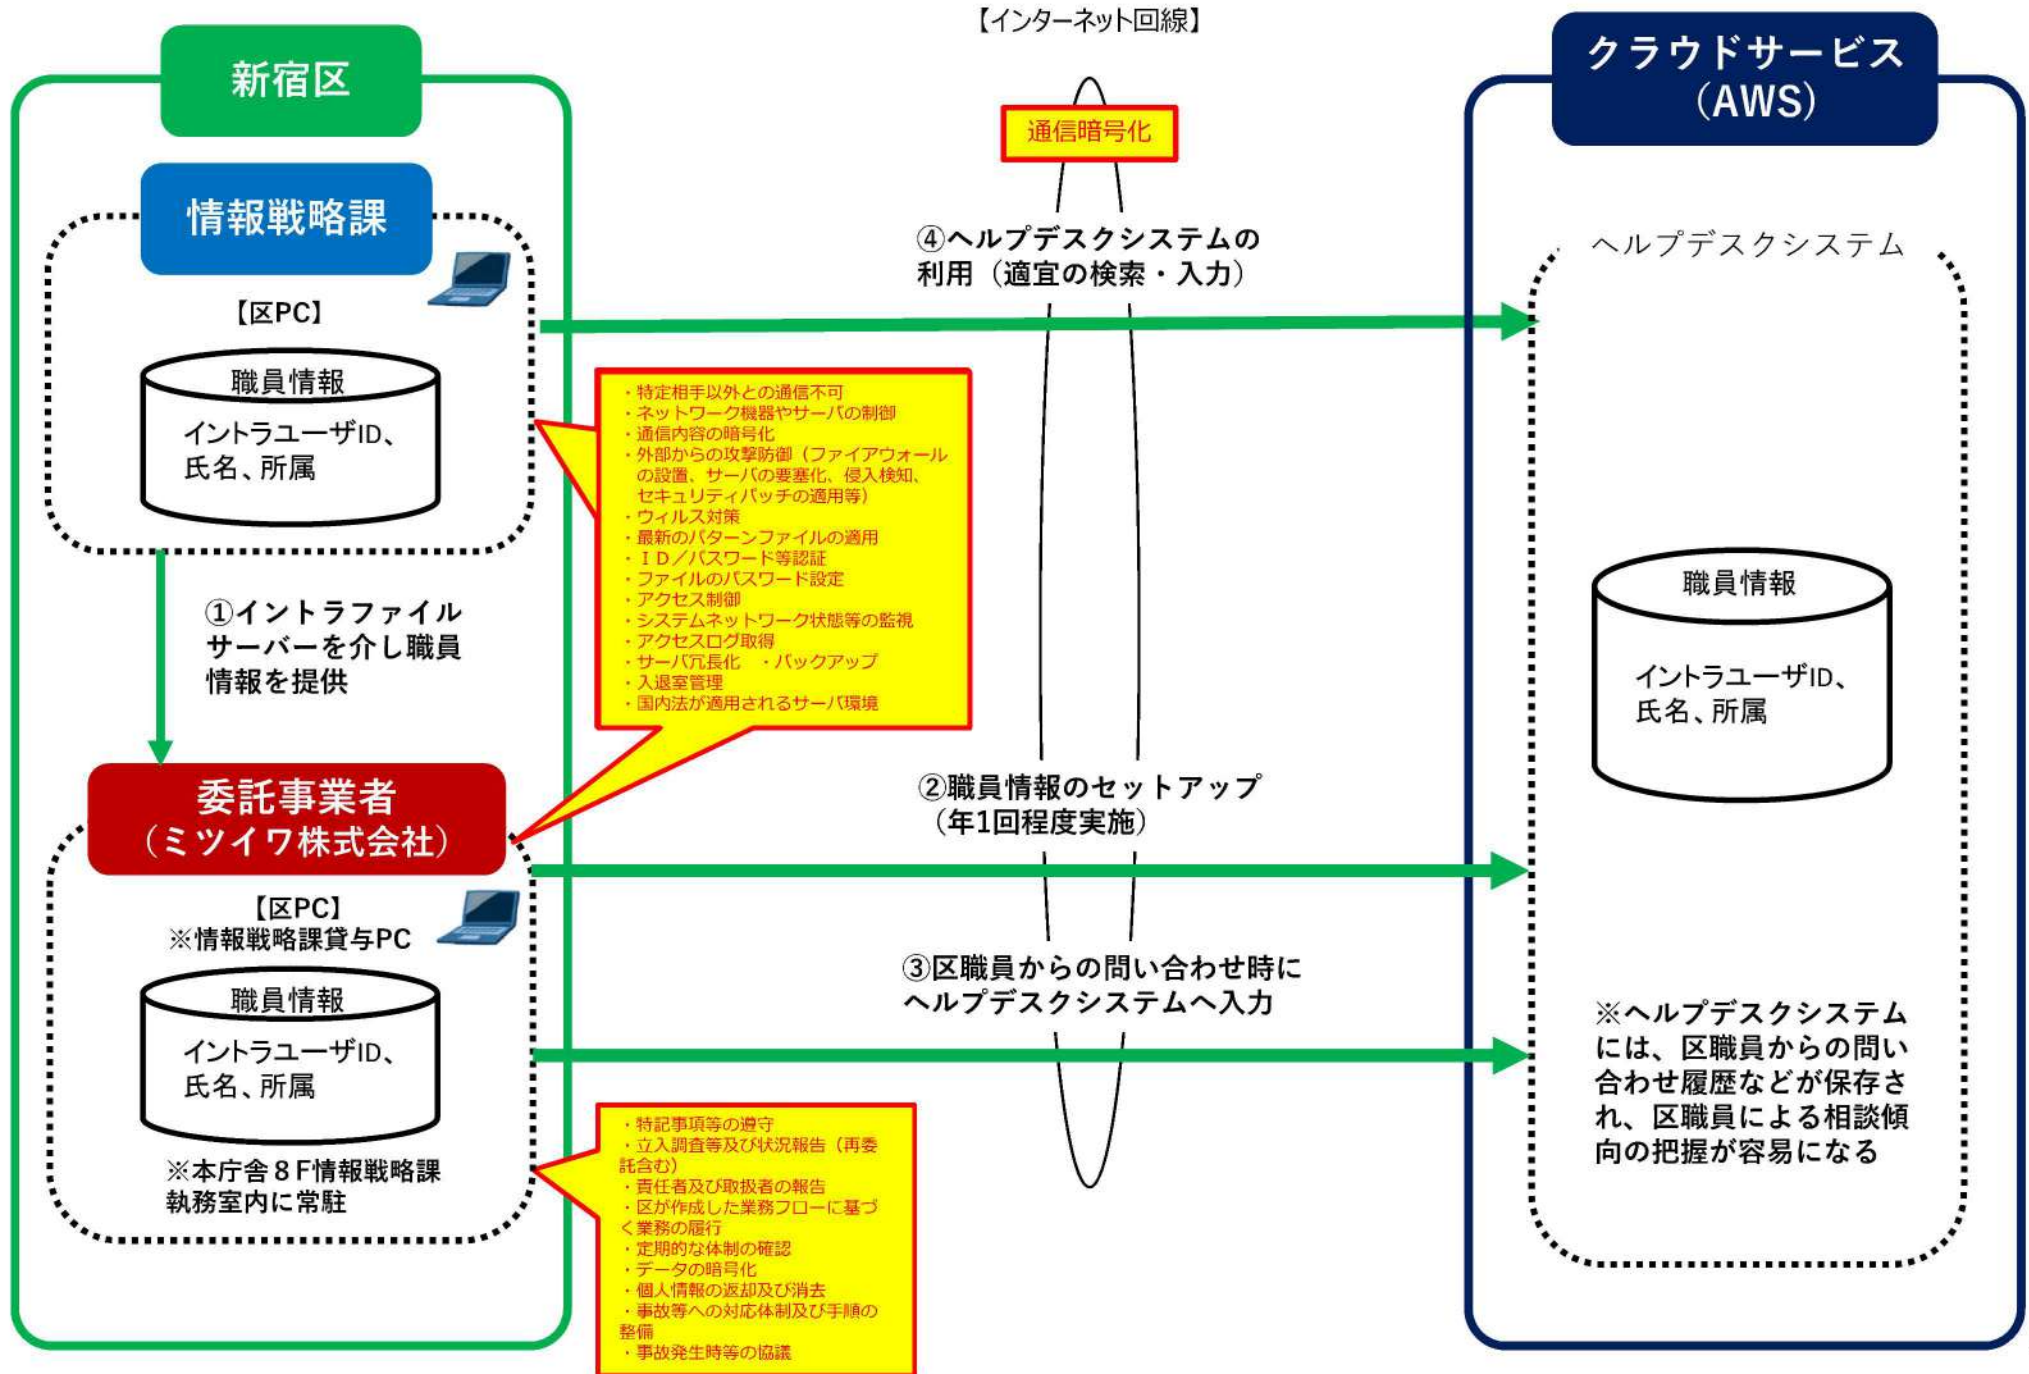 【インターネット回線】
新宿区
クラウドサービス
（AWS）
通信暗号化
情報戦略課
【区PC】
職員情報
イントラユーザID、
氏名、所属
④ヘルプデスクシステムの
利用（適宜の検索・入力）
ヘルプデスクシステム
・特定相手以外との通信不可
・ネットワーク機器やサーバの制御
・通信内容の暗号化
・外部からの攻撃防御（ファイアウォール
の設置、サーバの要塞化、侵入検知、
セキュリティパッチの適用等）
・ウィルス対策
・最新のパターンファイルの適用
・ＩＤ／パスワード等認証
・ファイルのパスワード設定
・アクセス制御
・システムネットワーク状態等の監視
・アクセスログ取得
・サーバ冗長化　・バックアップ
・入退室管理
・国内法が適用されるサーバ環境
①イントラファイル
サーバーを介し職員
情報を提供
職員情報
イントラユーザID、
氏名、所属
委託事業者
（ミツイワ株式会社）
②職員情報のセットアップ
（年1回程度実施）
【区PC】
※情報戦略課貸与PC
職員情報
イントラユーザID、
氏名、所属
③区職員からの問い合わせ時に
ヘルプデスクシステムへ入力
※本庁舎８F情報戦略課
執務室内に常駐
※ヘルプデスクシステム
には、区職員からの問い
合わせ履歴などが保存さ
れ、区職員による相談傾
向の把握が容易になる
・特記事項等の遵守
・立入調査等及び状況報告（再委
託含む）
・責任者及び取扱者の報告
・区が作成した業務フローに基づ
く業務の履行
・定期的な体制の確認
・データの暗号化
・個人情報の返却及び消去
・事故等への対応体制及び手順の
整備
・事故発生時等の協議